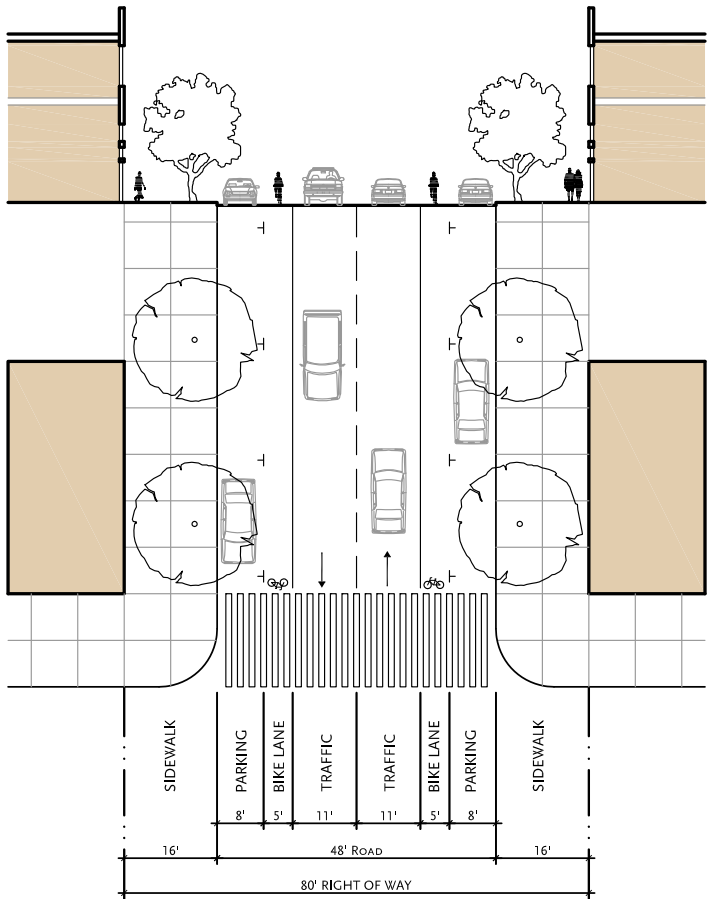 SIDEWALK
PARKING
BIKE LANE
TRAFFIC
TRAFFIC
BIKE LANE
PARKING
SIDEWALK
8' 5' 11' 11' 5' 8'
16' 48' ROAD 16'
80' RIGHT OF WAY